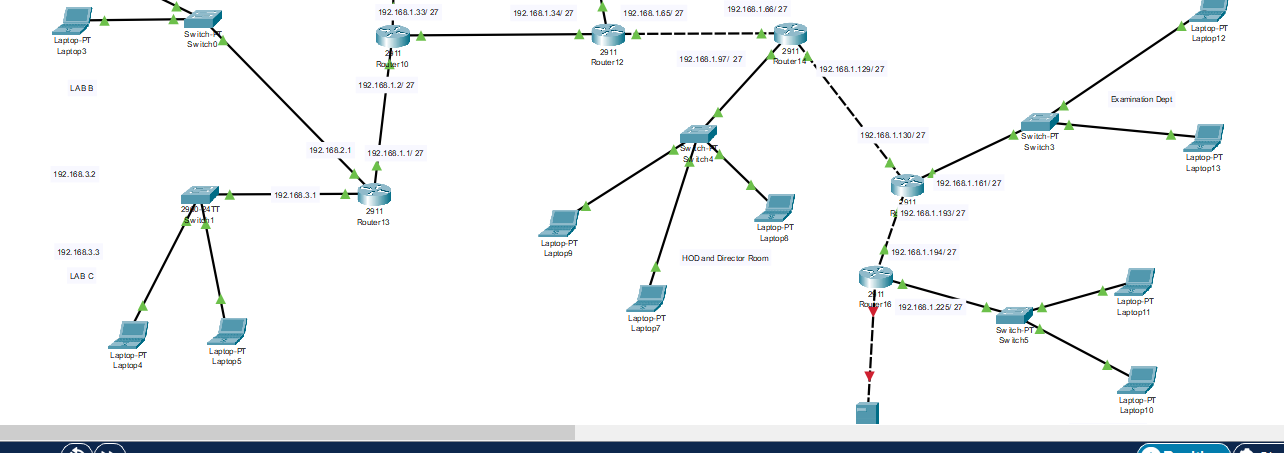 192.168.1.33/ 27
192.168.1.34/ 27
192.168.1.65/ 27
192.168.1.66/ 27
Laptop-PT
Laptop3
Switch-PT
Switch0
2911
Router10
2911
Router12
2911
Router14
Laptop-PT
Laptop12
192.168.1.97/ 27
192.168.1.129/ 27
LAB B
192.168.1.2/ 27
Examination Dept
192.168.1.130/ 27
Switch-PT
Switch3
Switch-PT
Switch4
192.168.2.1
192.168.1.1/ 27
Laptop-PT
Laptop13
192.168.3.2
192.168.3.1
192.168.1.161/ 27
Switch1
2911
Router13
192.168.1.193/ 27
Laptop-PT
Laptop9
Laptop-PT
Laptop8
192.168.3.3
192.168.1.194/ 27
HOD and Director Room
LAB C
2911
Router16
192.168.1.225/ 27
Laptop-PT
Laptop11
Laptop-PT
Laptop7
Switch-PT
Switch5
Laptop-PT
Laptop4
Laptop-PT
Laptop5
Laptop-PT
Laptop10